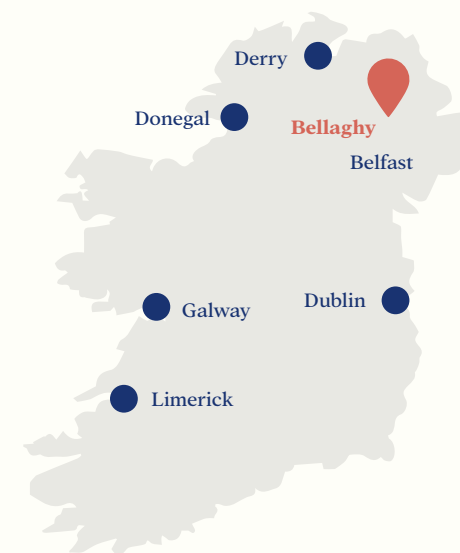 Derry
Donegal
Bellaghy
Belfast
Dublin
Galway
Limerick